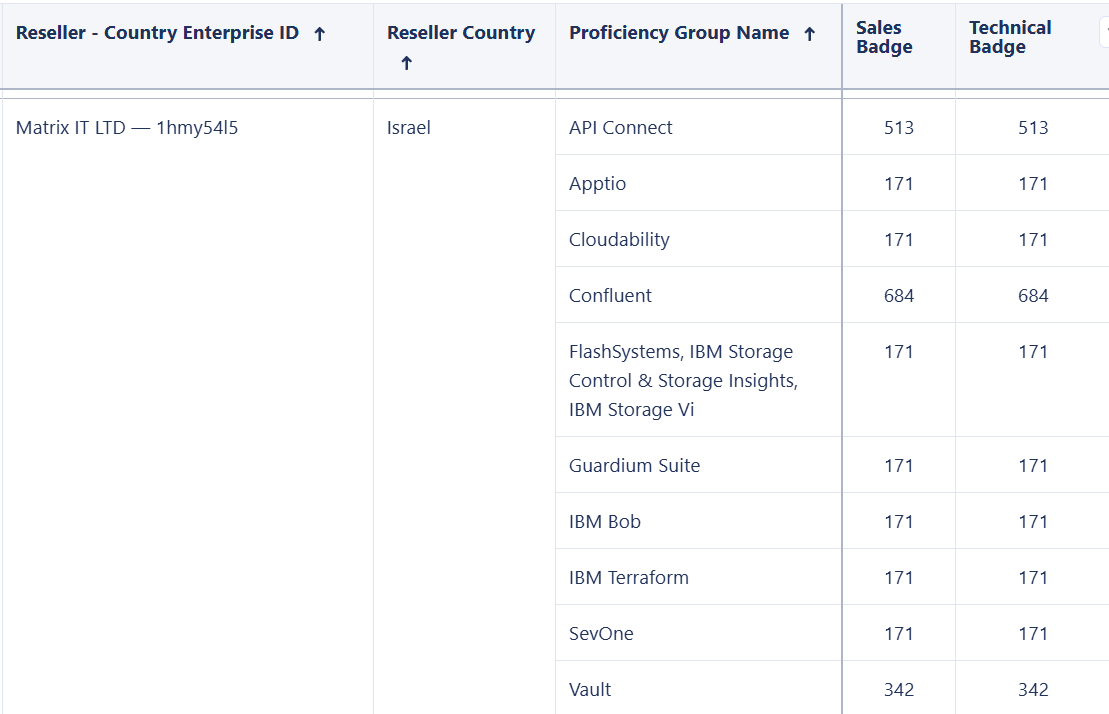 Reseller - Country Enterprise ID ↑ Reseller Country ↑ Proficiency Group Name ↑ Sales Badge Technical Badge
Matrix IT LTD — 1hmy54l5 Israel API Connect 513 513
Apptio 171 171
Cloudability 171 171
Confluent 684 684
FlashSystems, IBM Storage 171 171
Control & Storage Insights,
IBM Storage Vi
Guardium Suite 171 171
IBM Bob 171 171
IBM Terraform 171 171
SevOne 171 171
Vault 342 342